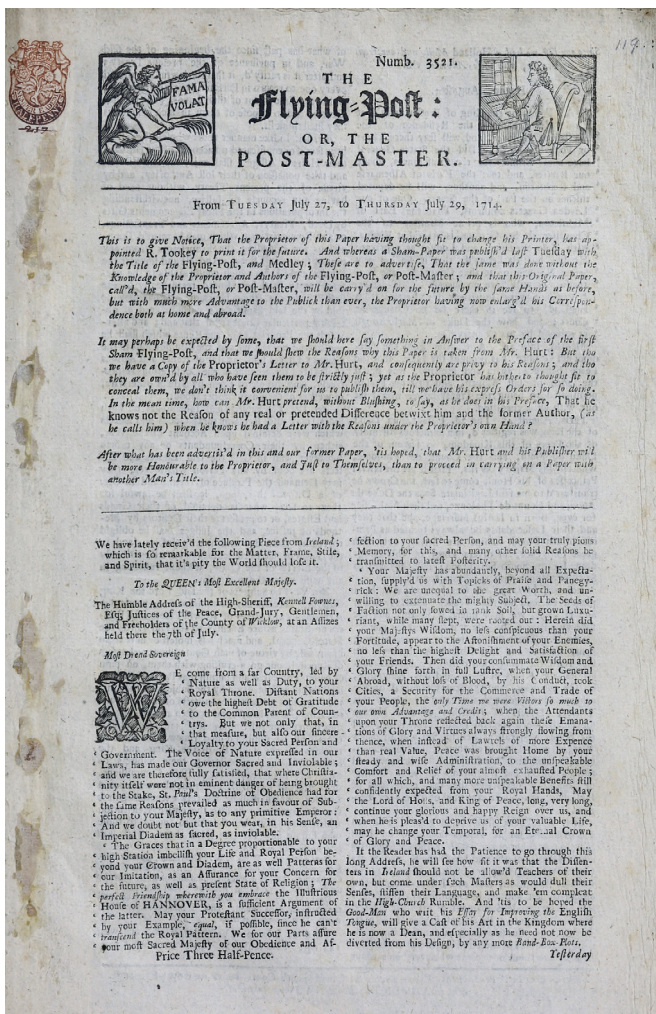 119.
Numb. 3521.
FAMA
VOLAT
THE
Flying-Post:
OR, THE
POST-MASTER.
From TUESDAY July 27, to THURSDAY July 29, 1714.
This is to give Notice, That the Proprietor of this Paper having thought fit to change his Printer, has ap-
pointed R. Tookey to print it for the future. And whereas a Sham-Paper was publish'd last Tuesday with
the Title of the Flying-Post, and Medley; These are to advertise, That the same was done without the
Knowledge of the Proprietor and Authors of the Flying-Post, or Post-Master; and that this Original Paper,
call'd, the Flying-Post, or Post-Master, will be carry'd on for the future by the same Hands as before,
but with much more Advantage to the Publick than ever, the Proprietor having now enlarg'd his Correspon-
dence both at home and abroad.
It may perhaps be expected by some, that we should here say something in Answer to the Preface of the first
Sham Flying-Post, and that we should shew the Reasons why this Paper is taken from Mr. Hurt: But tho
we have a Copy of the Proprietor's Letter to Mr. Hurt, and consequently are privy to his Reasons; and tho
they are own'd by all who have seen them to be strictly just; yet as the Proprietor has hitherto thought fit to
conceal them, we don't think it convenient for us to publish them, till we have his express Orders for so doing.
In the mean time, how can Mr. Hurt pretend, without Blushing, to say, as he does in his Preface, That he
knows not the Reason of any real or pretended Difference betwixt him and the former Author, (as
he calls him) when he knows he had a Letter with the Reasons under the Proprietor's own Hand?
After what has been advertis'd in this and our former Paper, 'tis hoped, that Mr. Hurt and his Publisher will
be more Honourable to the Proprietor, and Just to Themselves, than to proceed in carrying on a Paper with
another Man's Title.
We have lately receiv'd the following Piece from Ireland;
which is so remarkable for the Matter, Frame, Stile,
and Spirit, that it's pity the World should lose it.
To the QUEEN's Most Excellent Majesty.
The Humble Address of the High-Sheriff, Kennell Fownes,
Esq; Justices of the Peace, Grand-Jury, Gentlemen,
and Freeholders of the County of Wicklow, at an Assizes
held there the 7th of July.
Most Dread Sovereign
WE come from a far Country, led by
' Nature as well as Duty, to your
' Royal Throne. Distant Nations
' owe the highest Debt of Gratitude
' to the Common Parent of Coun-
' trys. But we not only that, in
' that measure, but also our sincere
' Loyalty to your Sacred Person and
' Government. The Voice of Nature expressed in our
' Laws, has made our Governor Sacred and Inviolable;
' and we are therefore fully satisfied, that where Christia-
' nity itself were not in eminent danger of being brought
' to the Stake, St. Paul's Doctrine of Obedience had for
' the same Reasons prevailed as much in favour of Sub-
' jection to your Majesty, as to any primitive Emperor:
' And we doubt not but that you wear, in his Sense, an
' Imperial Diadem as sacred, as inviolable.
' The Graces that in a Degree proportionable to your
' high Station imbellish your Life and Royal Person be-
' yond your Crown and Diadem, are as well Patterns for
' our Imitation, as an Assurance for your Concern for
' the future, as well as present State of Religion; The
' perfect Friendship wherewith you embrace the Illustrious
' House of HANNOVER, is a sufficient Argument of
' the latter. May your Protestant Successor, instructed
' by your Example, equal, if possible, since he can't
' transcend the Royal Pattern. We for our Parts assure
' your most Sacred Majesty of our Obedience and Af-
Price Three Half-Pence.
' fection to your sacred Person, and may your truly pious
' Memory, for this, and many other solid Reasons be
' transmitted to latest Posterity.
' Your Majesty has abundantly, beyond all Expecta-
' tion, supply'd us with Topicks of Praise and Panegy-
' rick: We are unequal to the great Worth, and un-
' willing to extenuate the mighty Subject. The Seeds of
' Faction not only sowed in rank Soil, but grown Luxu-
' riant, while many slept, were rooted out: Herein did
' your Majestys Wisdom, no less conspicuous than your
' Fortitude, appear to the Astonishment of your Enemies,
' no less than the highest Delight and Satisfaction of
' your Friends. Then did your consummate Wisdom and
' Glory shine forth in full Lustre, when your General
' Abroad, without loss of Blood, by his Conduct, took
' Cities, a Security for the Commerce and Trade of
' your People, the only Time we were Victors so much to
' our own Advantage and Credit; when the Attendants
' upon your Throne reflected back again these Emana-
' tions of Glory and Virtues always strongly flowing from
' thence, when instead of Lawrels of more Expence
' than real Value, Peace was brought Home by your
' steady and wise Administration, to the unspeakable
' Comfort and Relief of your almost exhausted People;
' for all which, and many more unspeakable Benefits still
' confidently expected from your Royal Hands, May
' the Lord of Hosts, and King of Peace, long, very long,
' continue your glorious and happy Reign over us, and
' when he is pleas'd to deprive us of your valuable Life,
' may he change your Temporal, for an Eternal Crown
' of Glory and Peace.
If the Reader has had the Patience to go through this
long Address, he will see how fit it was that the Dissen-
ters in Ireland should not be allow'd Teachers of their
own, but come under such Masters as would dull their
Senses, stiffen their Language, and make 'em compleat
in the High-Church Rumble. And 'tis to be hoped the
Good-Man who writ his Essay for Improving the English
Tongue, will give a Cast of his Art in the Kingdom where
he is now a Dean, and especially as he need not now be
diverted from his Design, by any more Band-Box-Plots.
Yesterday